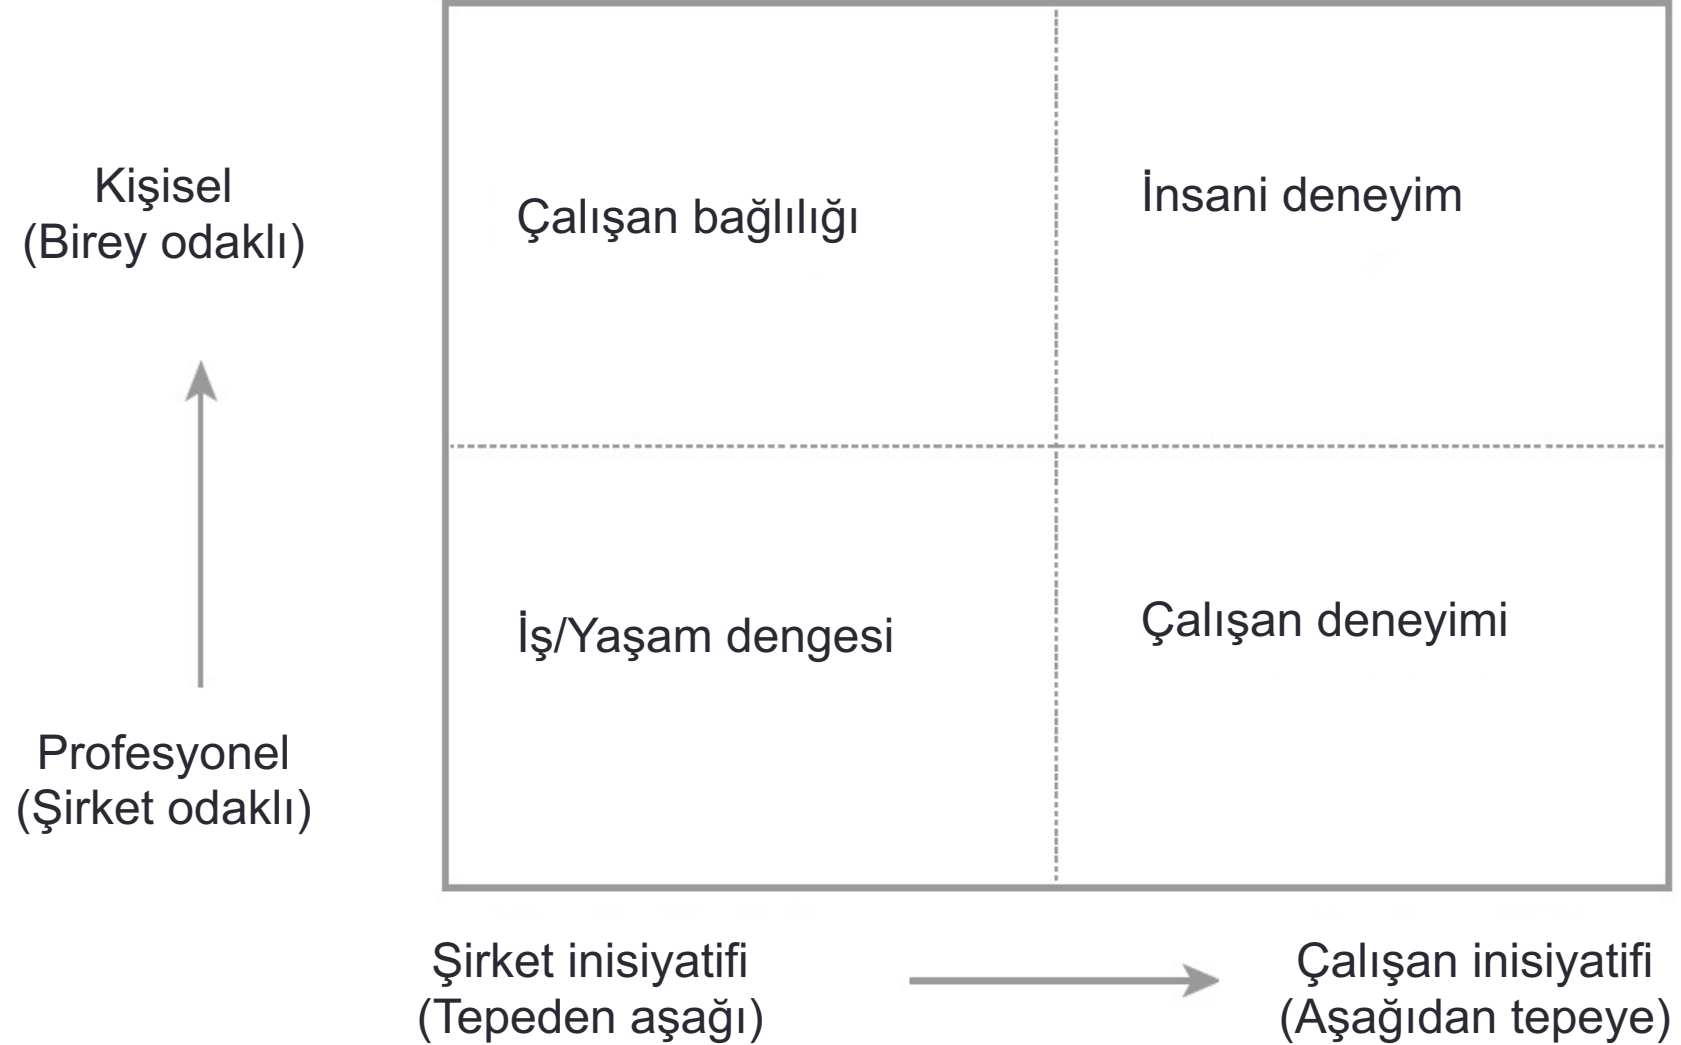 Kişisel
(Birey odaklı)
Çalışan bağlılığı
İnsani deneyim
İş/Yaşam dengesi
Çalışan deneyimi
Profesyonel
(Şirket odaklı)
Şirket inisiyatifi
(Tepeden aşağı)
Çalışan inisiyatifi
(Aşağıdan tepeye)